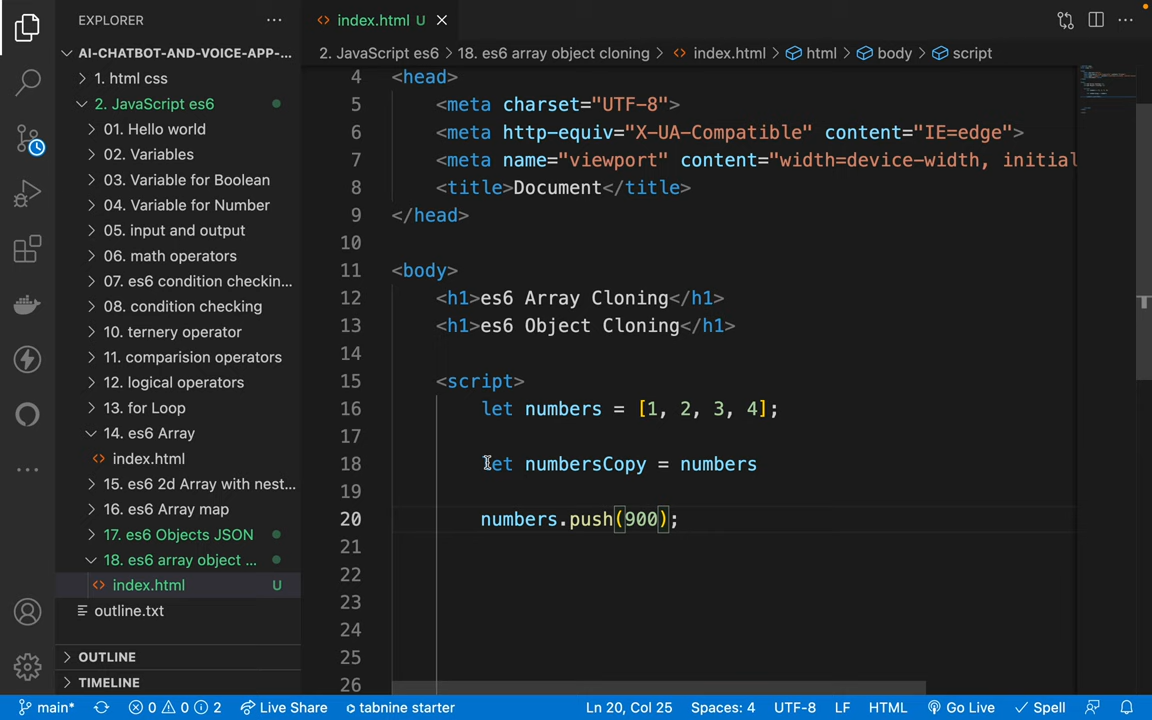 EXPLORER
index.html U
AI-CHATBOT-AND-VOICE-APP-...
2. JavaScript es6 > 18. es6 array object cloning > index.html > html > body > script
1. html css
2. JavaScript es6
01. Hello world
02. Variables
03. Variable for Boolean
04. Variable for Number
05. input and output
06. math operators
07. es6 condition checkin...
08. condition checking
10. ternery operator
11. comparision operators
12. logical operators
13. for Loop
14. es6 Array
index.html
15. es6 2d Array with nest...
16. es6 Array map
17. es6 Objects JSON
18. es6 array object ...
index.html U
outline.txt
OUTLINE
TIMELINE
4 <head>
5 <meta charset="UTF-8">
6 <meta http-equiv="X-UA-Compatible" content="IE=edge">
7 <meta name="viewport" content="width=device-width, initial
8 <title>Document</title>
9 </head>
10
11 <body>
12 <h1>es6 Array Cloning</h1>
13 <h1>es6 Object Cloning</h1>
14
15 <script>
16 let numbers = [1, 2, 3, 4];
17
18 let numbersCopy = numbers
19
20 numbers.push(900);
21
22
23
24
25
26
main* 0 0 2 Live Share tabnine starter Ln 20, Col 25 Spaces: 4 UTF-8 LF HTML Go Live Spell